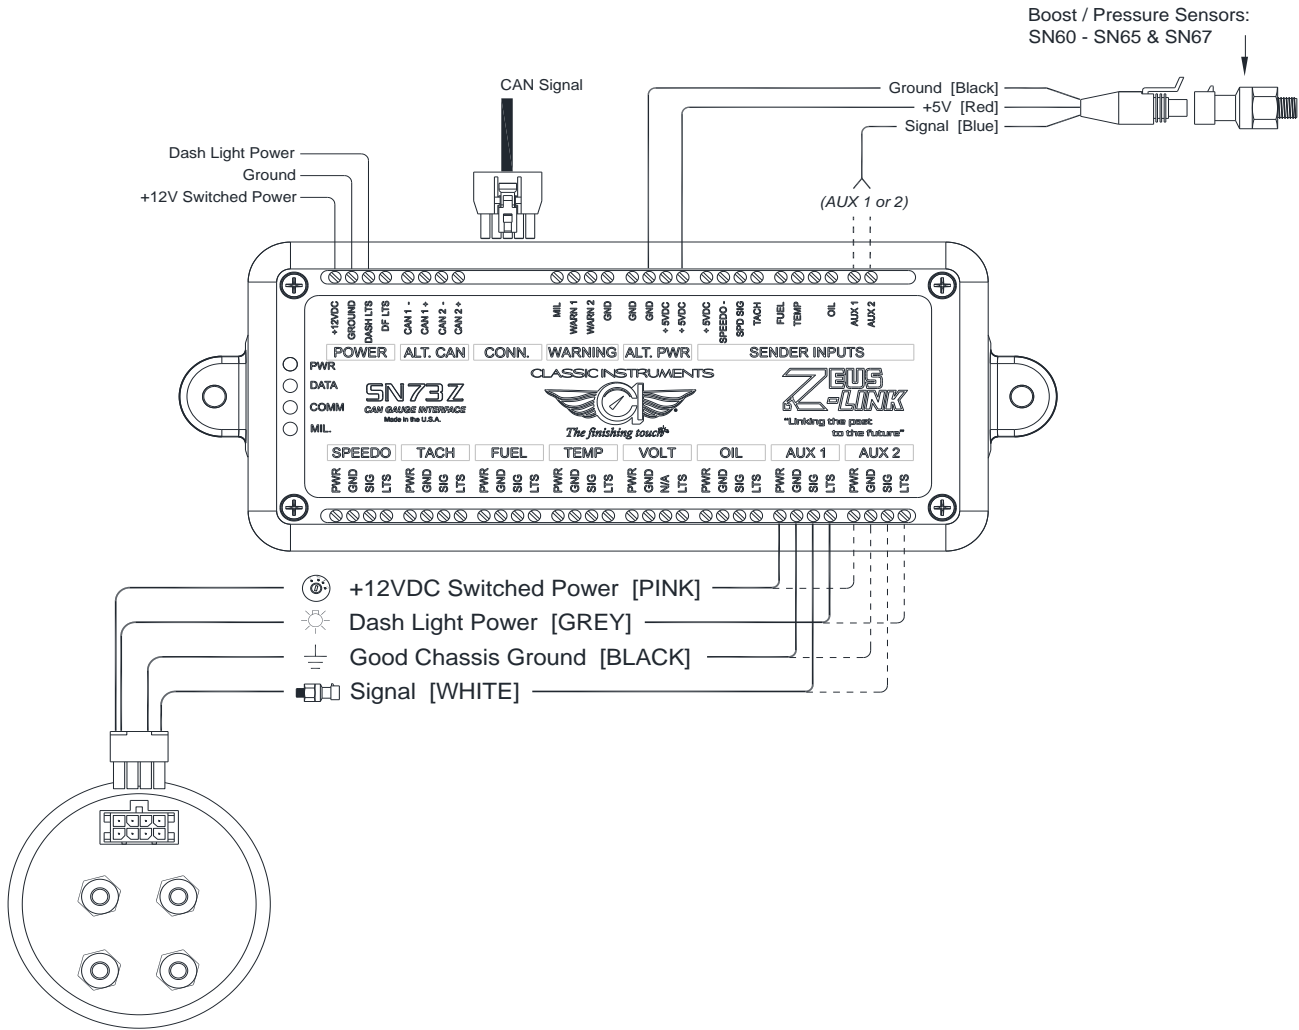 Boost / Pressure Sensors:
SN60 - SN65 & SN67
CAN Signal
Ground [Black]
+5V [Red]
Signal [Blue]
(AUX 1 or 2)
Dash Light Power
Ground
+12V Switched Power
+12VDC GROUND DASH LTS DF LTS CAN 1 - CAN 1 + CAN 2 - CAN 2 + MIL WARN 1 WARN 2 GND GND GND +5VDC +5VDC +5VDC SPEEDO - SPD SIG TACH FUEL TEMP OIL AUX 1 AUX 2
POWER ALT. CAN CONN. WARNING ALT. PWR SENDER INPUTS
PWR
DATA
COMM
MIL.
SN73Z
CAN GAUGE INTERFACE
Made in the U.S.A.
CLASSIC INSTRUMENTS
CI
The finishing touch
ZEUS
-LINK
"Linking the past
to the future"
SPEEDO TACH FUEL TEMP VOLT OIL AUX 1 AUX 2
PWR GND SIG LTS PWR GND SIG LTS PWR GND SIG LTS PWR GND SIG LTS PWR GND N/A LTS PWR GND SIG LTS PWR GND SIG LTS PWR GND SIG LTS
+12VDC Switched Power [PINK]
Dash Light Power [GREY]
Good Chassis Ground [BLACK]
Signal [WHITE]